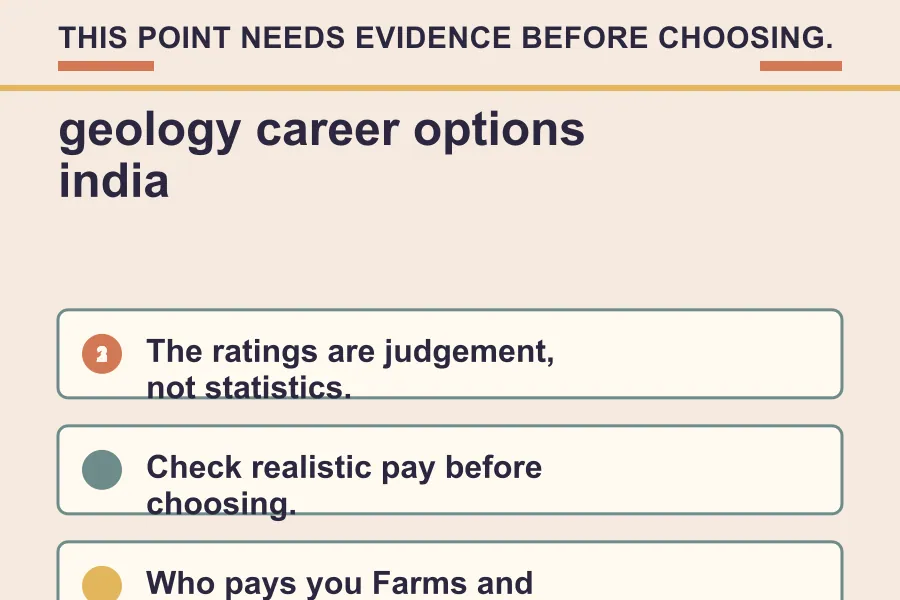 THIS POINT NEEDS EVIDENCE BEFORE CHOOSING.
geology career options
india
The ratings are judgement,
not statistics.
Check realistic pay before
choosing.
Who pays you Farms and